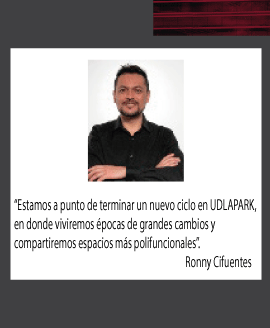 “Estamos a punto de terminar un nuevo ciclo en UDLAPARK,
en donde viviremos épocas de grandes cambios y
compartiremos espacios más polifuncionales”.
Ronny Cifuentes